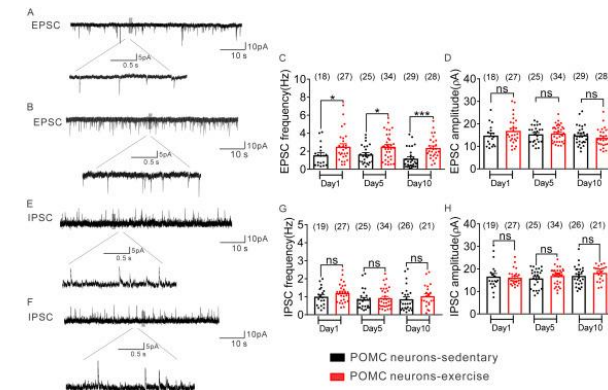 A
EPSC
10pA
10 s
5pA
0.5 s
B
EPSC
10pA
10 s
5pA
0.5 s
E
IPSC
10pA
10 s
5pA
0.5 s
F
IPSC
10pA
10 s
5pA
0.5 s
C
EPSC frequency(Hz)
10
8
6
4
2
0
(18) (27) (25) (34) (29) (28)
* * ***
Day1 Day5 Day10
D
EPSC amplitude(pA)
50
40
30
20
10
0
(18) (27) (25) (34) (29) (28)
ns ns ns
Day1 Day5 Day10
G
IPSC frequency(Hz)
5
4
3
2
1
0
(19) (27) (25) (34) (26) (21)
ns ns ns
Day1 Day5 Day10
H
IPSC amplitude(pA)
50
40
30
20
10
0
(19) (27) (25) (34) (26) (21)
ns ns ns
Day1 Day5 Day10
POMC neurons-sedentary
POMC neurons-exercise